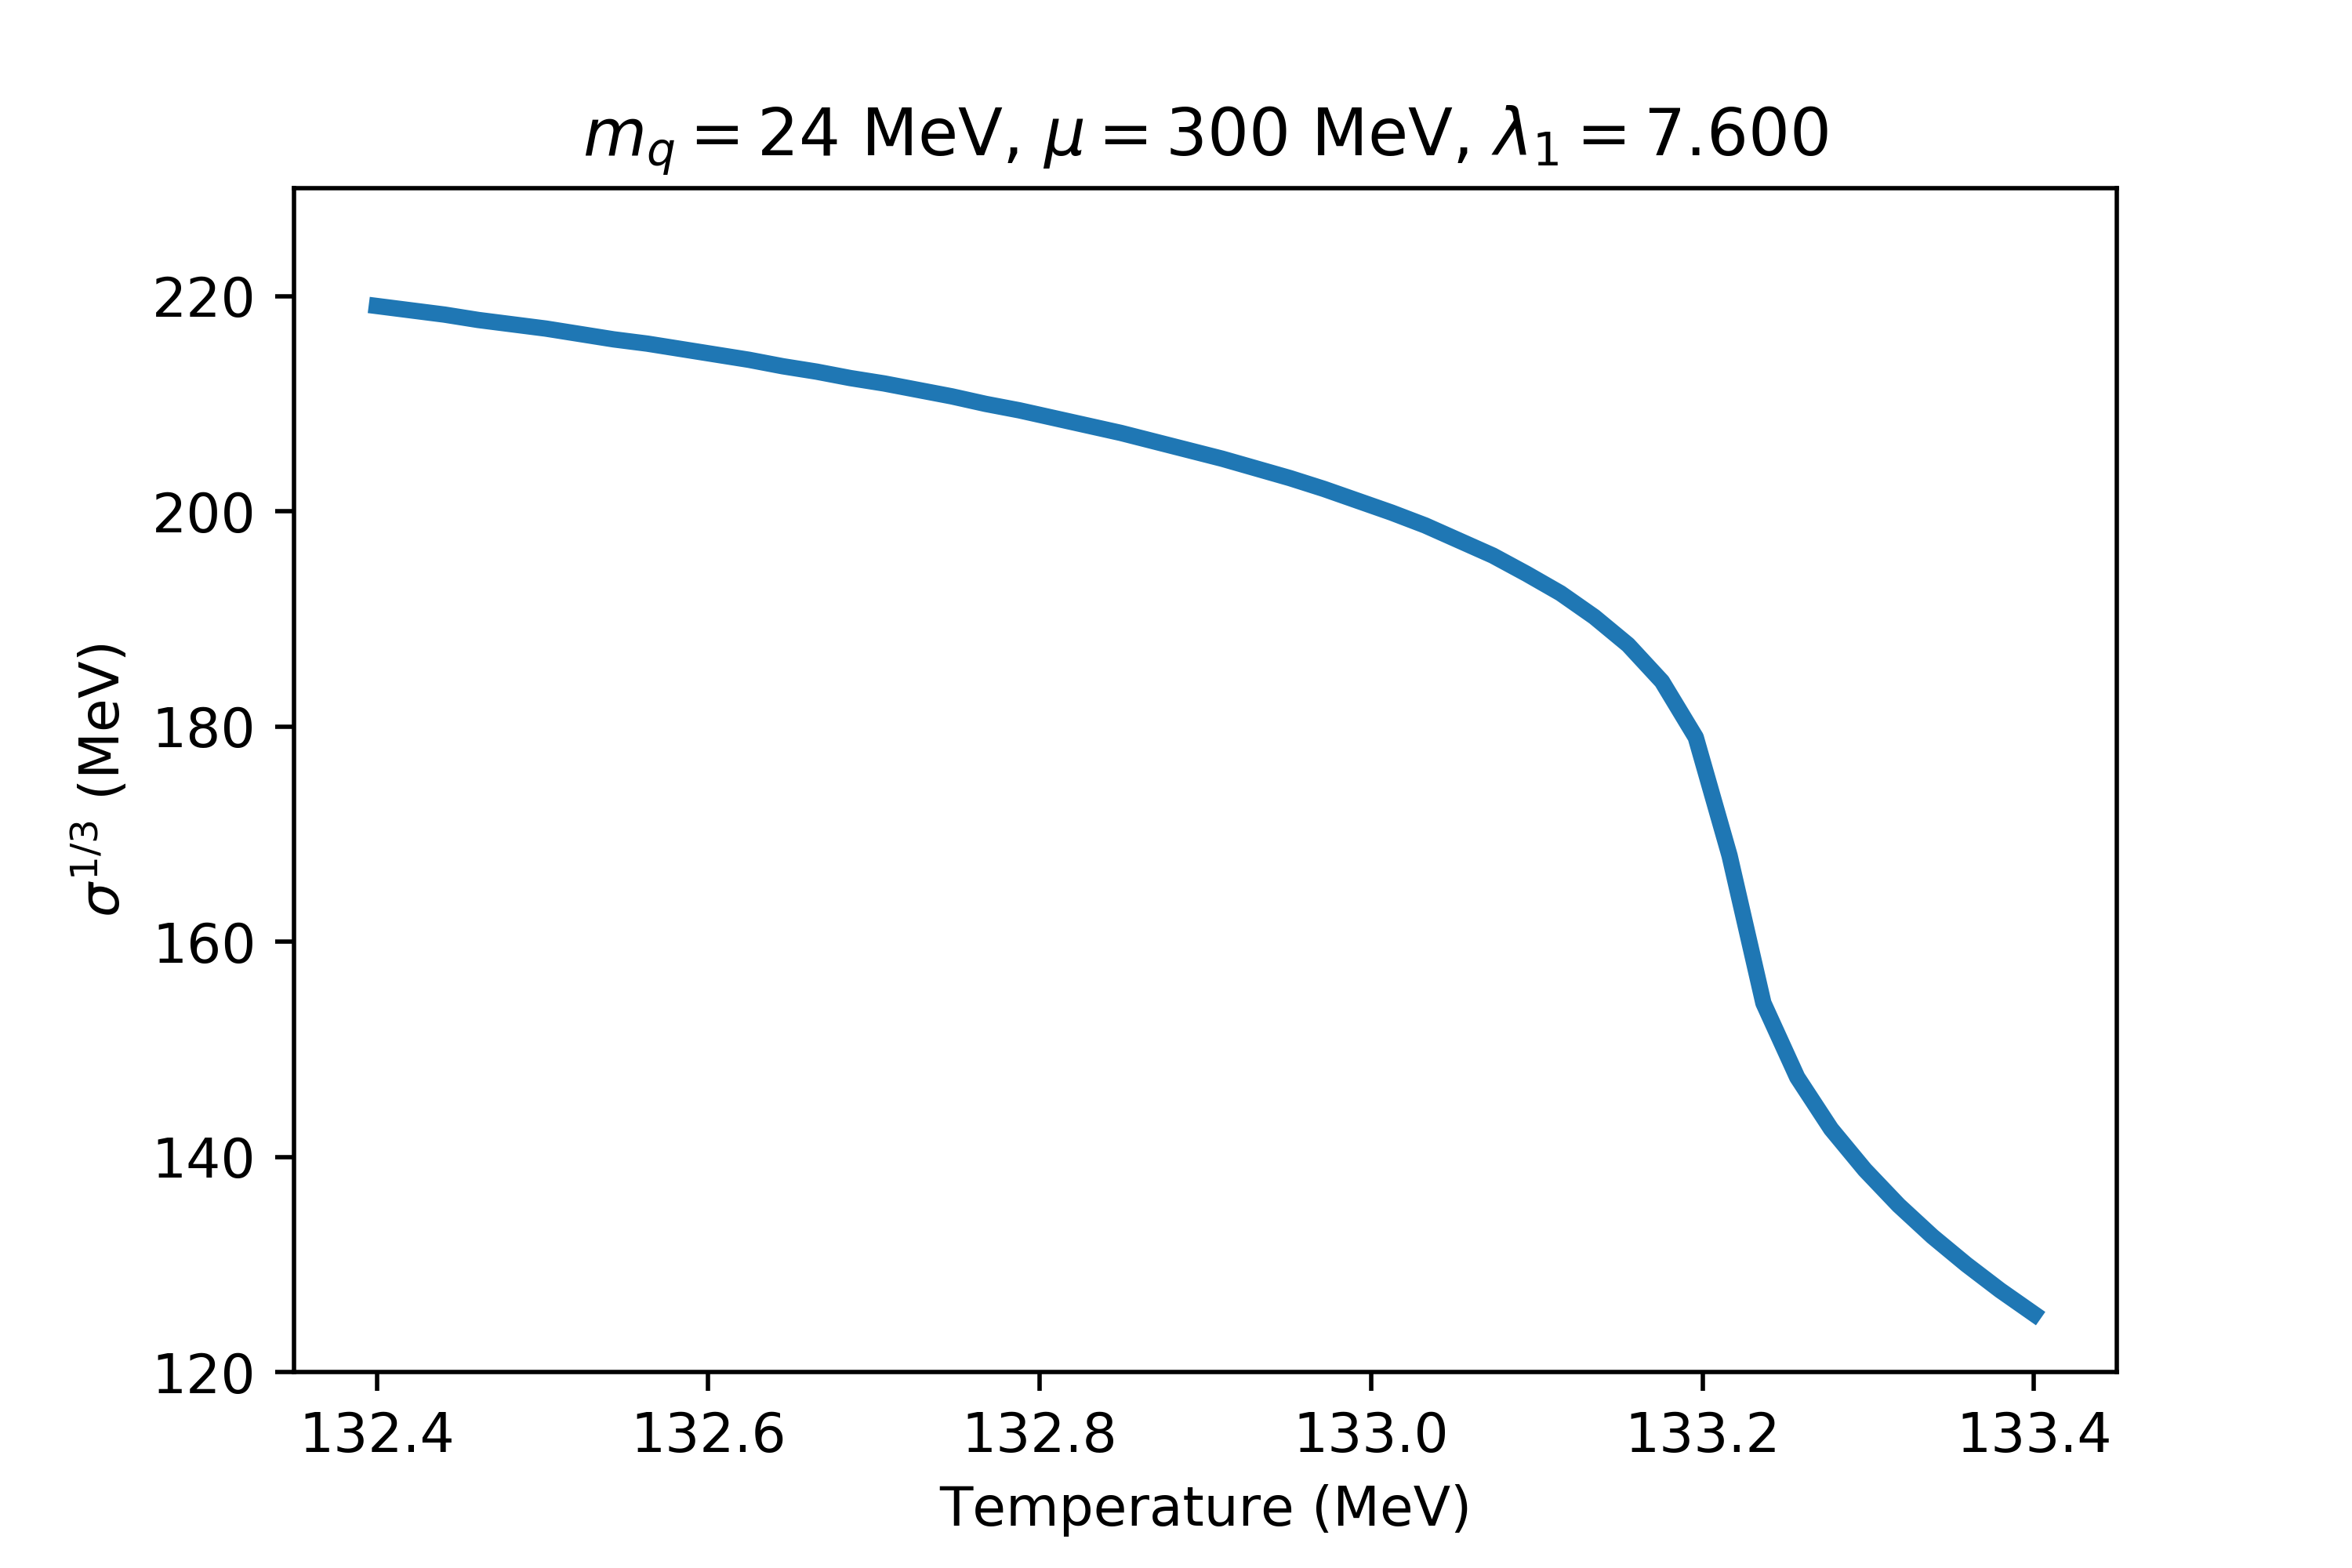 m_q = 24 MeV, μ = 300 MeV, λ₁ = 7.600
220
200
180
160
140
120
σ^{1/3} (MeV)
132.4 132.6 132.8 133.0 133.2 133.4
Temperature (MeV)